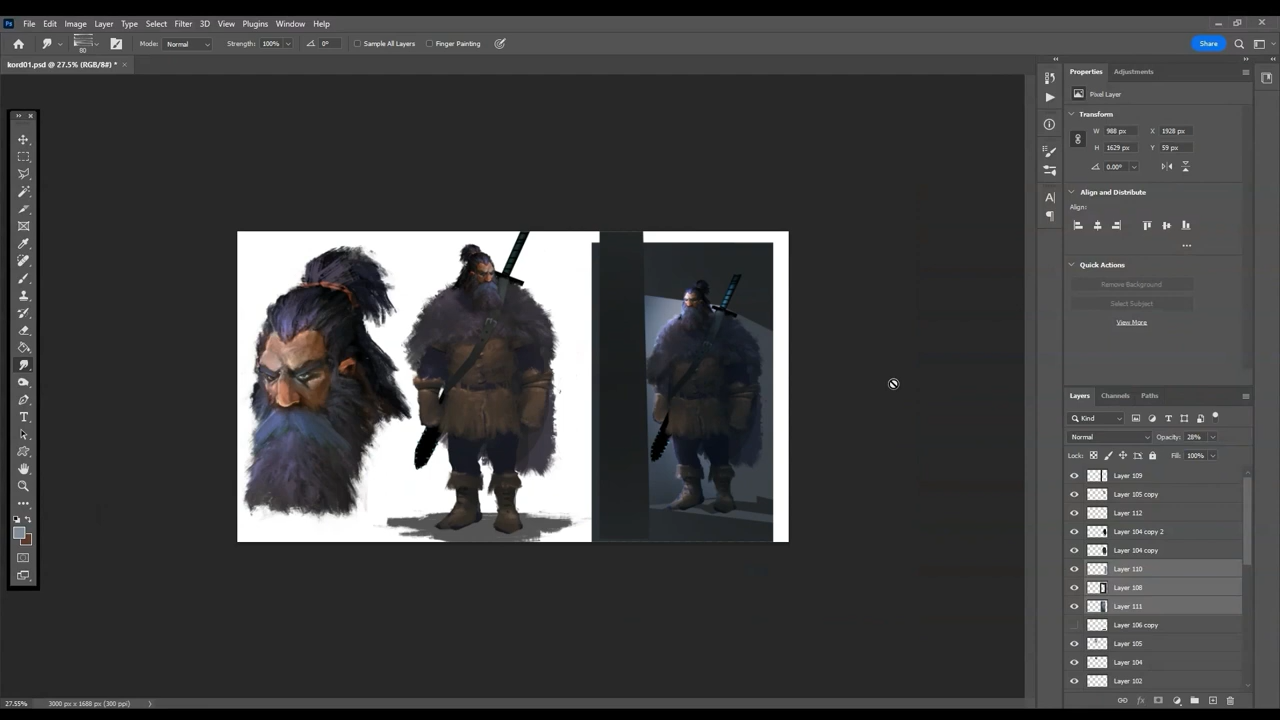 Ps File Edit Image Layer Type Select Filter 3D View Plugins Window Help
80 Mode: Normal Strength: 100% 0° Sample All Layers Finger Painting Share
kord01.psd @ 27.5% (RGB/8#) *
Properties Adjustments
Pixel Layer
Transform
W 988 px X 1928 px
H 1629 px Y 59 px
0.00°
Align and Distribute
Align:
Quick Actions
Remove Background
Select Subject
View More
Layers Channels Paths
Kind
Normal Opacity: 28%
Lock: Fill: 100%
Layer 109
Layer 105 copy
Layer 112
Layer 104 copy 2
Layer 104 copy
Layer 110
Layer 108
Layer 111
Layer 106 copy
Layer 105
Layer 104
Layer 102
27.55% 3000 px x 1688 px (300 ppi)